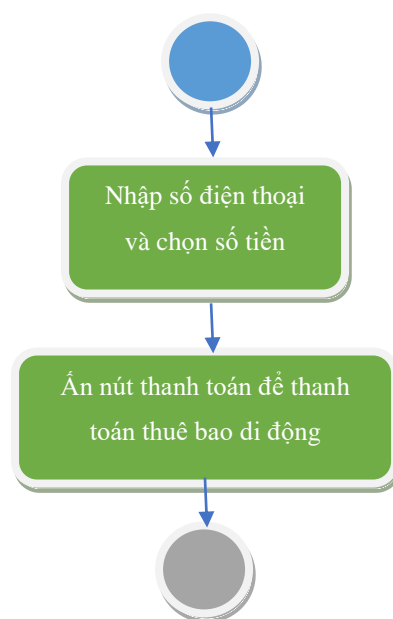 Nhập số điện thoại
và chọn số tiền
Ấn nút thanh toán để thanh
toán thuê bao di động